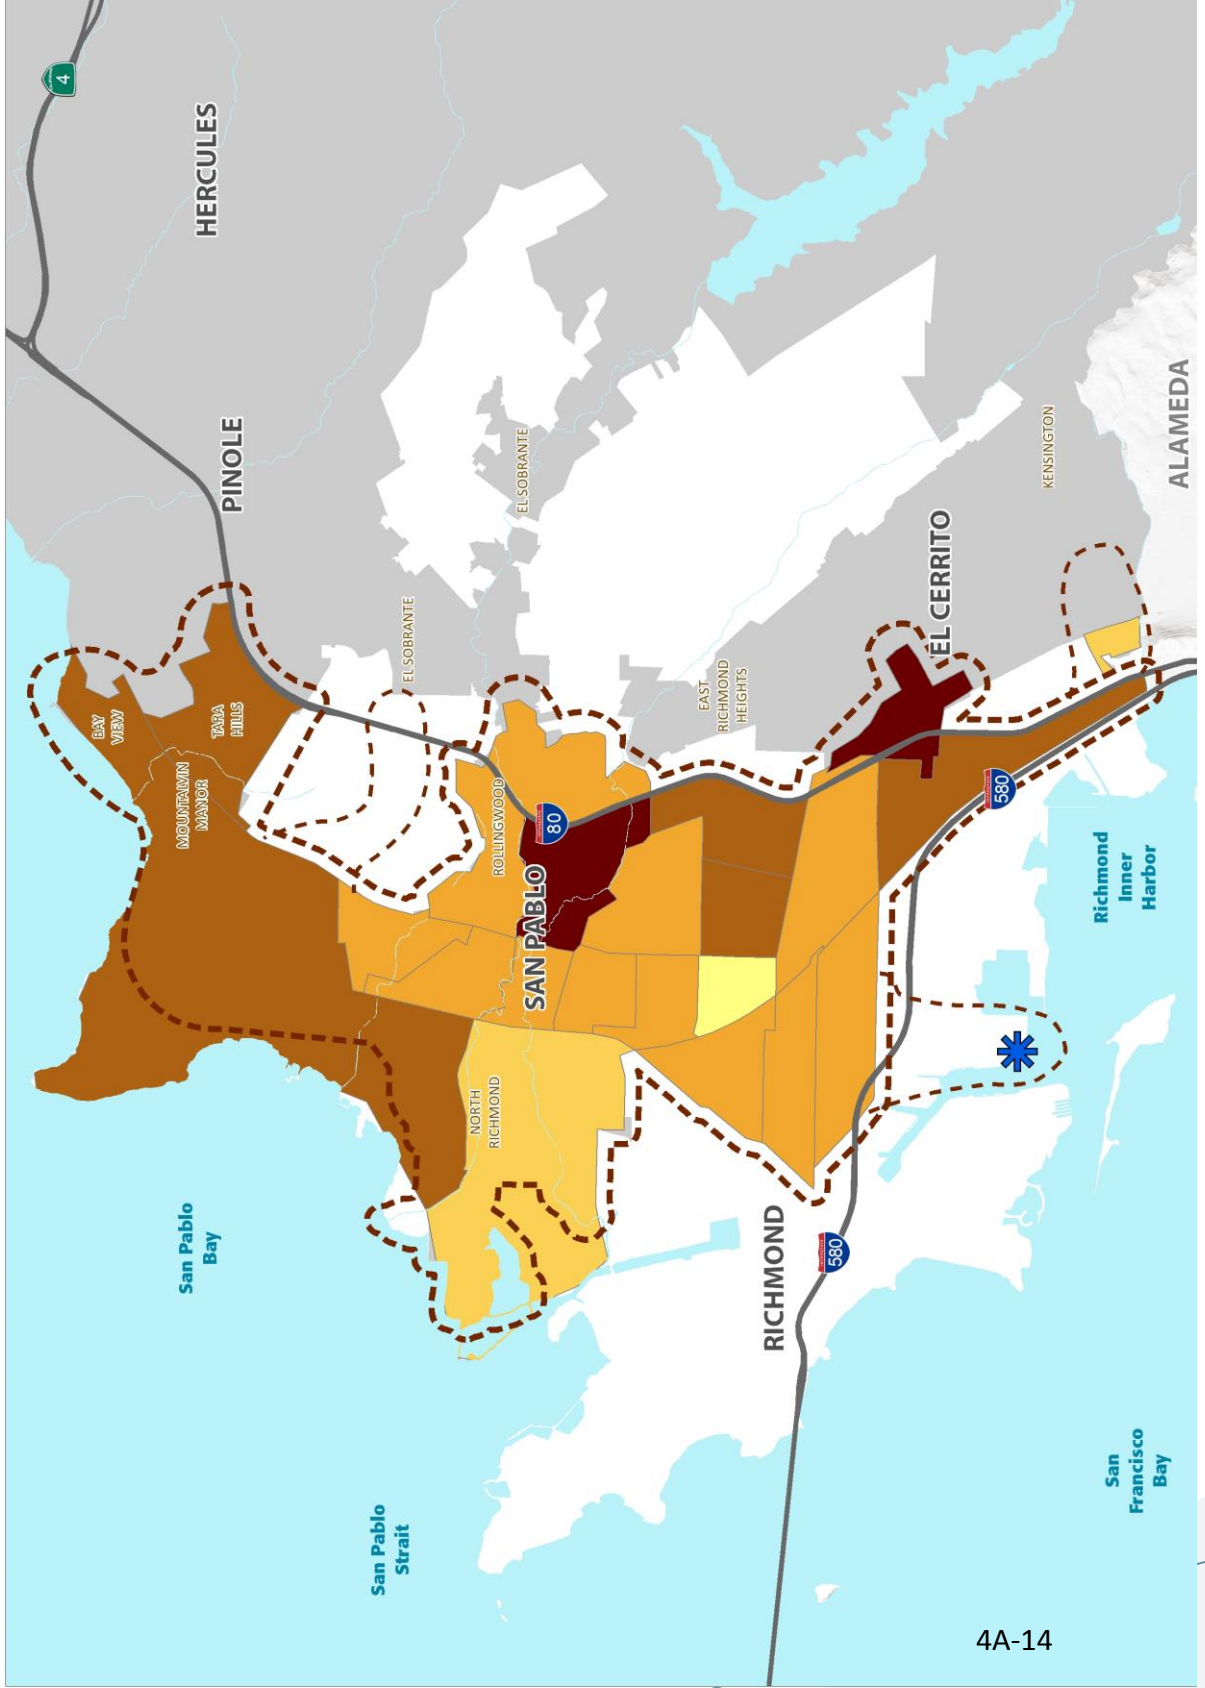 4
HERCULES
PINOLE
EL SOBRANTE
EL SOBRANTE
BAY
VIEW
TARA
HILLS
MOUNTALVIN
MANOR
ROLLINGWOOD
80
SAN PABLO
NORTH
RICHMOND
EAST
RICHMOND
HEIGHTS
EL CERRITO
KENSINGTON
ALAMEDA
580
Richmond
Inner
Harbor
RICHMOND
580
San Pablo
Bay
San Pablo
Strait
San
Francisco
Bay
4A-14